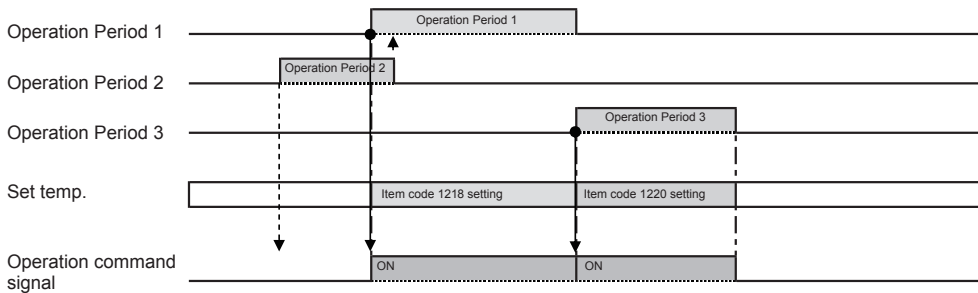 Operation Period 1
Operation Period 1
Operation Period 2
Operation Period 2
Operation Period 3
Operation Period 3
Set temp.
Item code 1218 setting
Item code 1220 setting
Operation command
signal
ON
ON